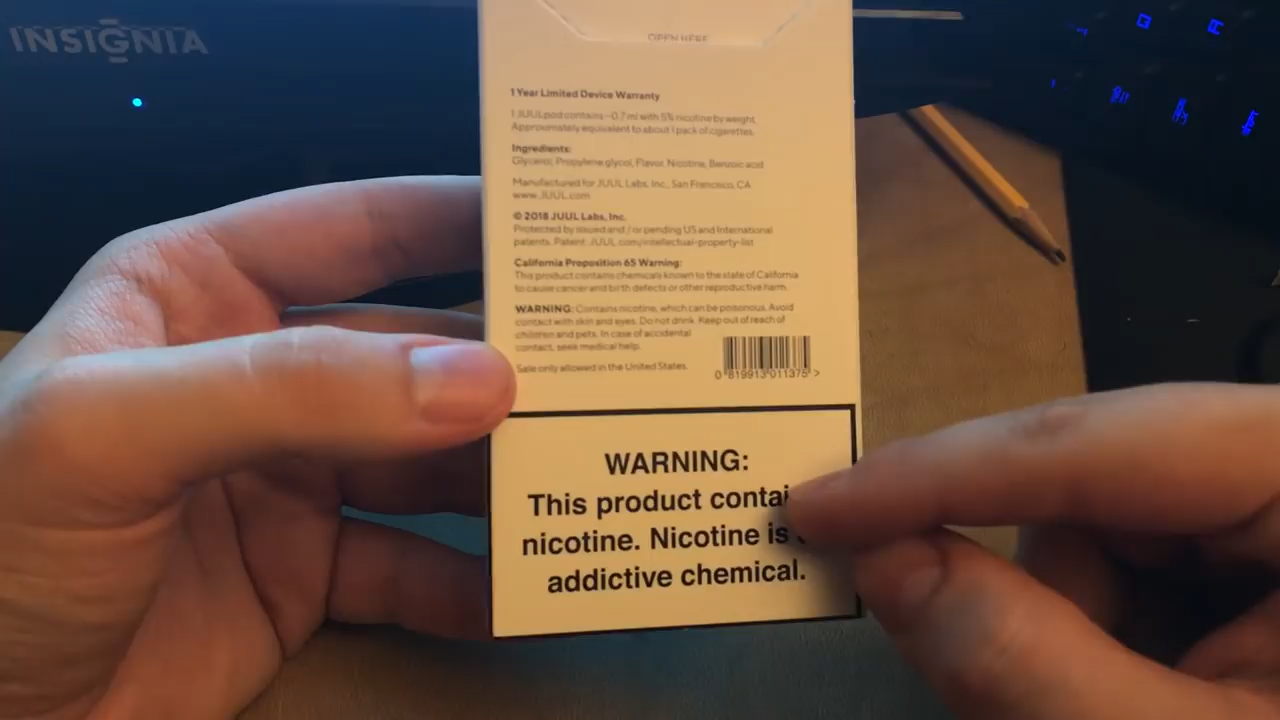 INSIGNIA
OPEN HERE
1 Year Limited Device Warranty
1 JUULpod contains ~0.7 ml with 5% nicotine by weight.
Approximately equivalent to about 1 pack of cigarettes.
Ingredients:
Glycerol, Propylene glycol, Flavor, Nicotine, Benzoic acid
Manufactured for JUUL Labs, Inc., San Francisco, CA
www.JUUL.com
© 2018 JUUL Labs, Inc.
Protected by issued and / or pending US and International
patents. Patent: JUUL.com/intellectual-property-list
California Proposition 65 Warning:
This product contains chemicals known to the state of California
to cause cancer and birth defects or other reproductive harm.
WARNING: Contains nicotine, which can be poisonous. Avoid
contact with skin and eyes. Do not drink. Keep out of reach of
children and pets. In case of accidental
contact, seek medical help.
Sale only allowed in the United States.
0 819913 011375 >
WARNING:
This product contai
nicotine. Nicotine is
addictive chemical.